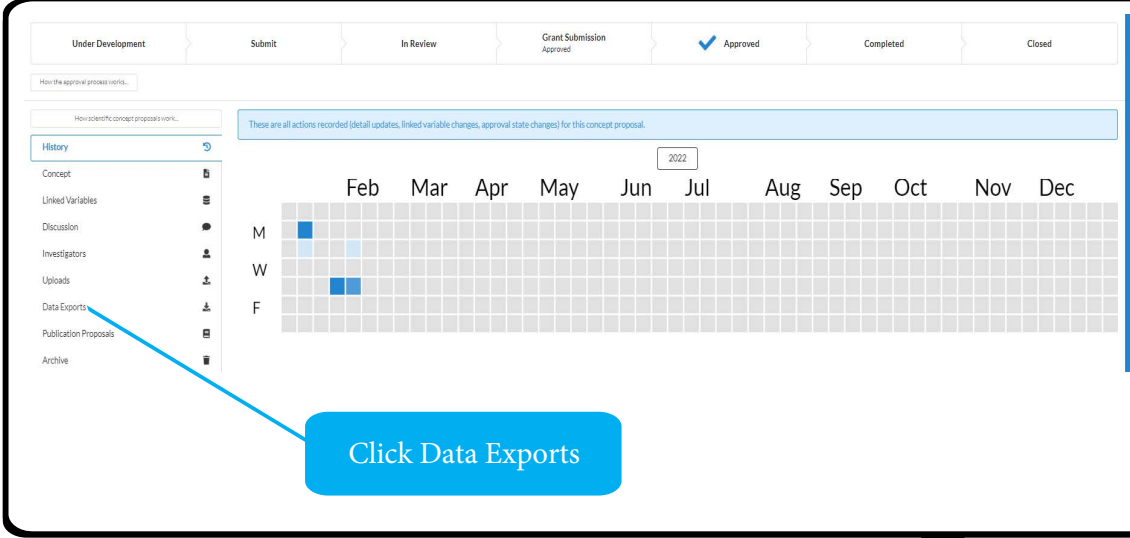 Under Development
Submit
In Review
Grant Submission
Approved
Approved
Completed
Closed
How the approval process works...
How scientific concept proposals work...
These are all actions recorded (detail updates, linked variable changes, approval state changes) for this concept proposal.
History
Concept
Linked Variables
Discussion
Investigators
Uploads
Data Exports
Publication Proposals
Archive
2022
Feb Mar Apr May Jun Jul Aug Sep Oct Nov Dec
M
W
F
Click Data Exports